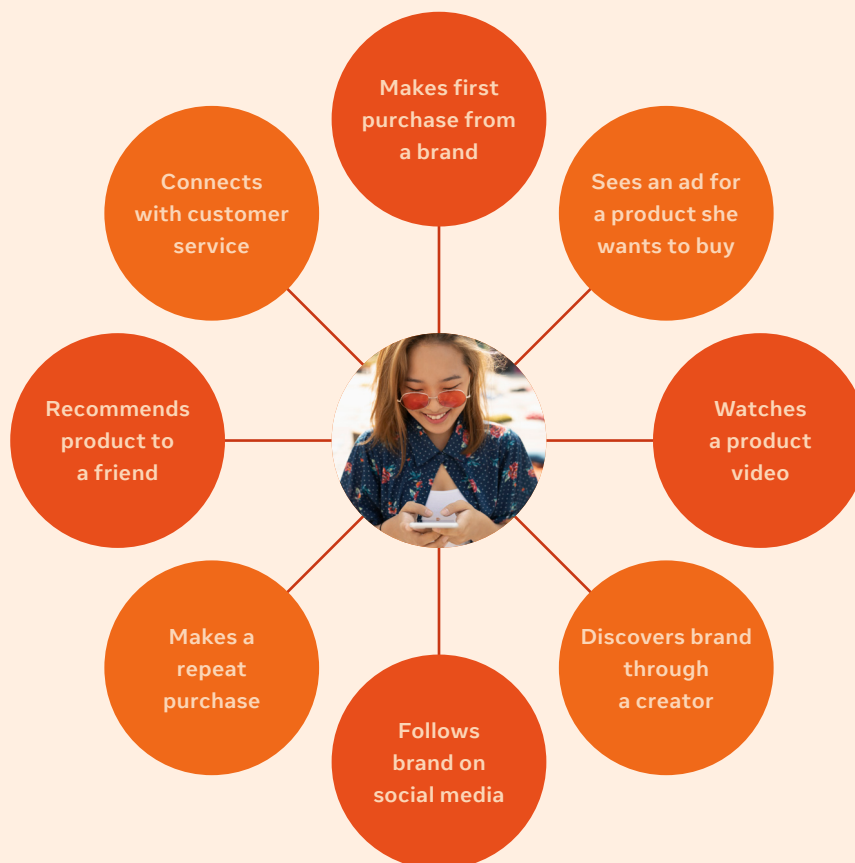 Makes first
purchase from
a brand
Sees an ad for
a product she
wants to buy
Watches
a product
video
Discovers brand
through
a creator
Follows
brand on
social media
Makes a
repeat
purchase
Recommends
product to
a friend
Connects
with customer
service